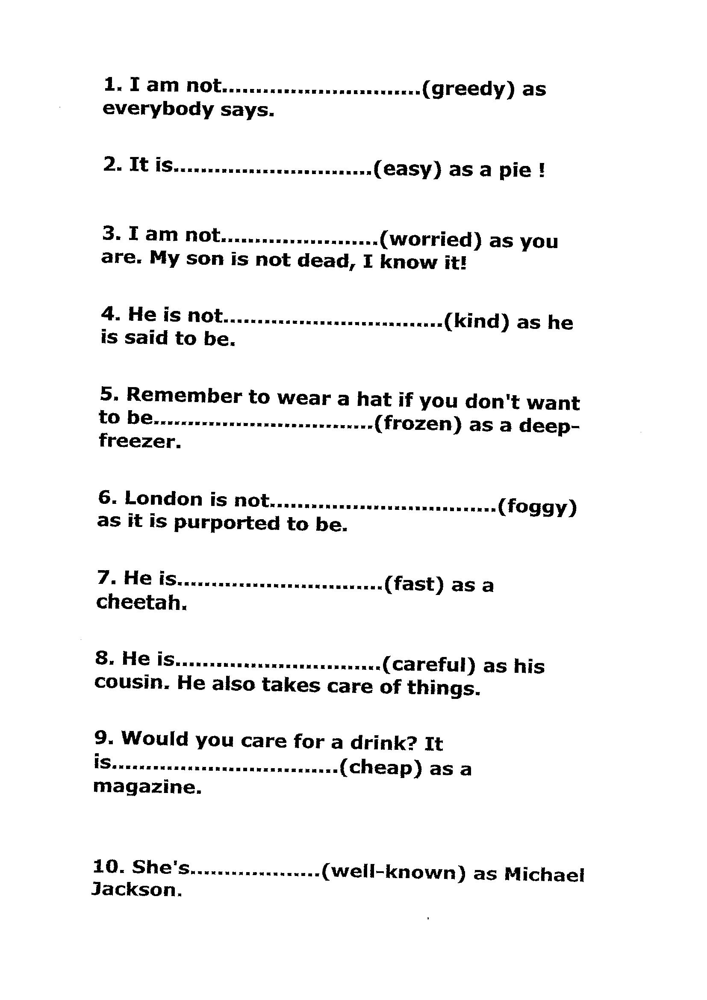 1. I am not.............................(greedy) as
everybody says.
2. It is.............................(easy) as a pie !
3. I am not.......................(worried) as you
are. My son is not dead, I know it!
4. He is not................................(kind) as he
is said to be.
5. Remember to wear a hat if you don't want
to be................................(frozen) as a deep-
freezer.
6. London is not.................................(foggy)
as it is purported to be.
7. He is..............................(fast) as a
cheetah.
8. He is..............................(careful) as his
cousin. He also takes care of things.
9. Would you care for a drink? It
is.................................(cheap) as a
magazine.
10. She's...................(well-known) as Michael
Jackson.